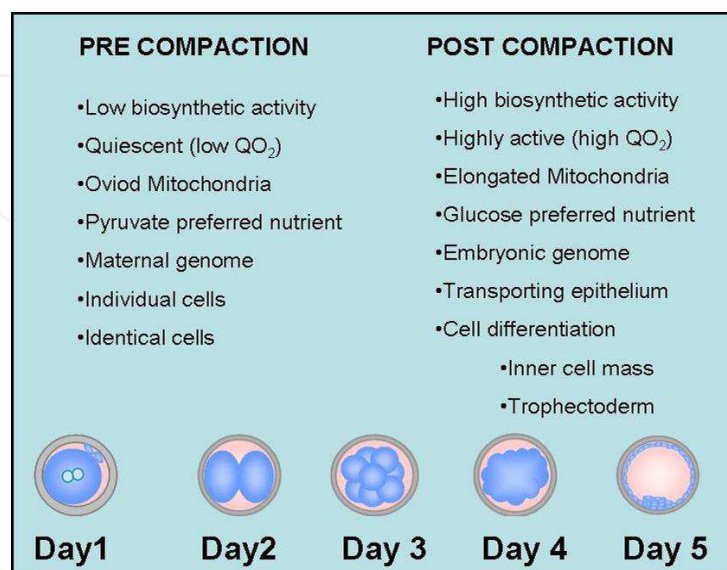 PRE COMPACTION
•Low biosynthetic activity
•Quiescent (low QO₂)
•Oviod Mitochondria
•Pyruvate preferred nutrient
•Maternal genome
•Individual cells
•Identical cells
POST COMPACTION
•High biosynthetic activity
•Highly active (high QO₂)
•Elongated Mitochondria
•Glucose preferred nutrient
•Embryonic genome
•Transporting epithelium
•Cell differentiation
•Inner cell mass
•Trophectoderm
Day1 Day2 Day 3 Day 4 Day 5